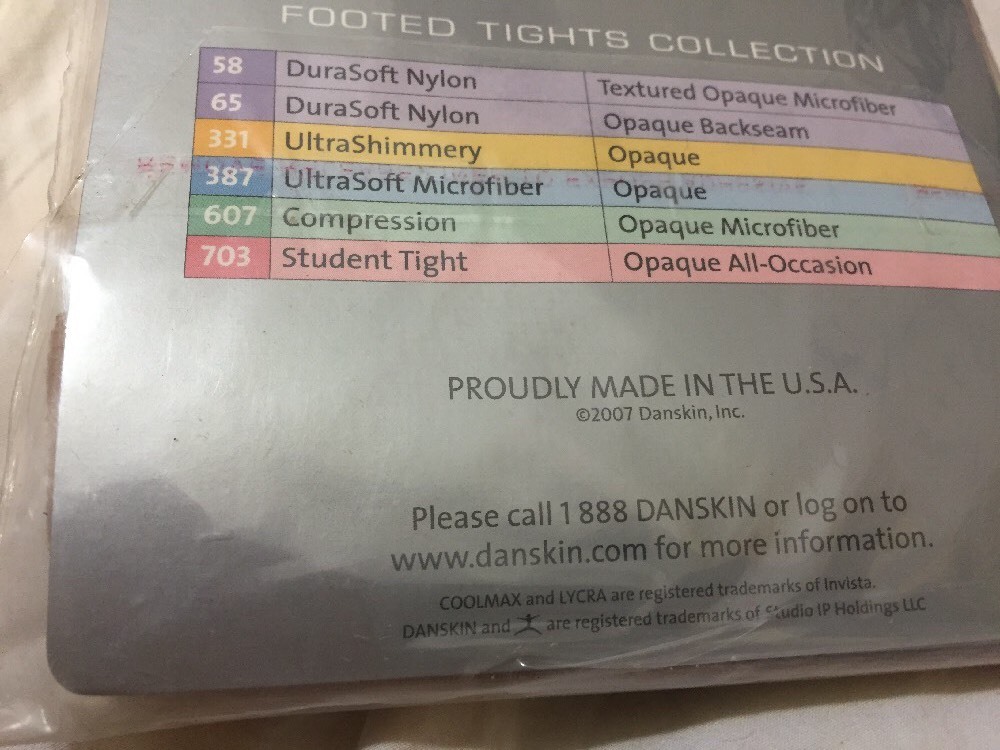 FOOTED TIGHTS COLLECTION
58 DuraSoft Nylon Textured Opaque Microfiber
65 DuraSoft Nylon Opaque Backseam
331 UltraShimmery Opaque
387 UltraSoft Microfiber Opaque
607 Compression Opaque Microfiber
703 Student Tight Opaque All-Occasion
PROUDLY MADE IN THE U.S.A.
©2007 Danskin, Inc.
Please call 1 888 DANSKIN or log on to
www.danskin.com for more information.
COOLMAX and LYCRA are registered trademarks of Invista.
DANSKIN and are registered trademarks of Studio IP Holdings LLC